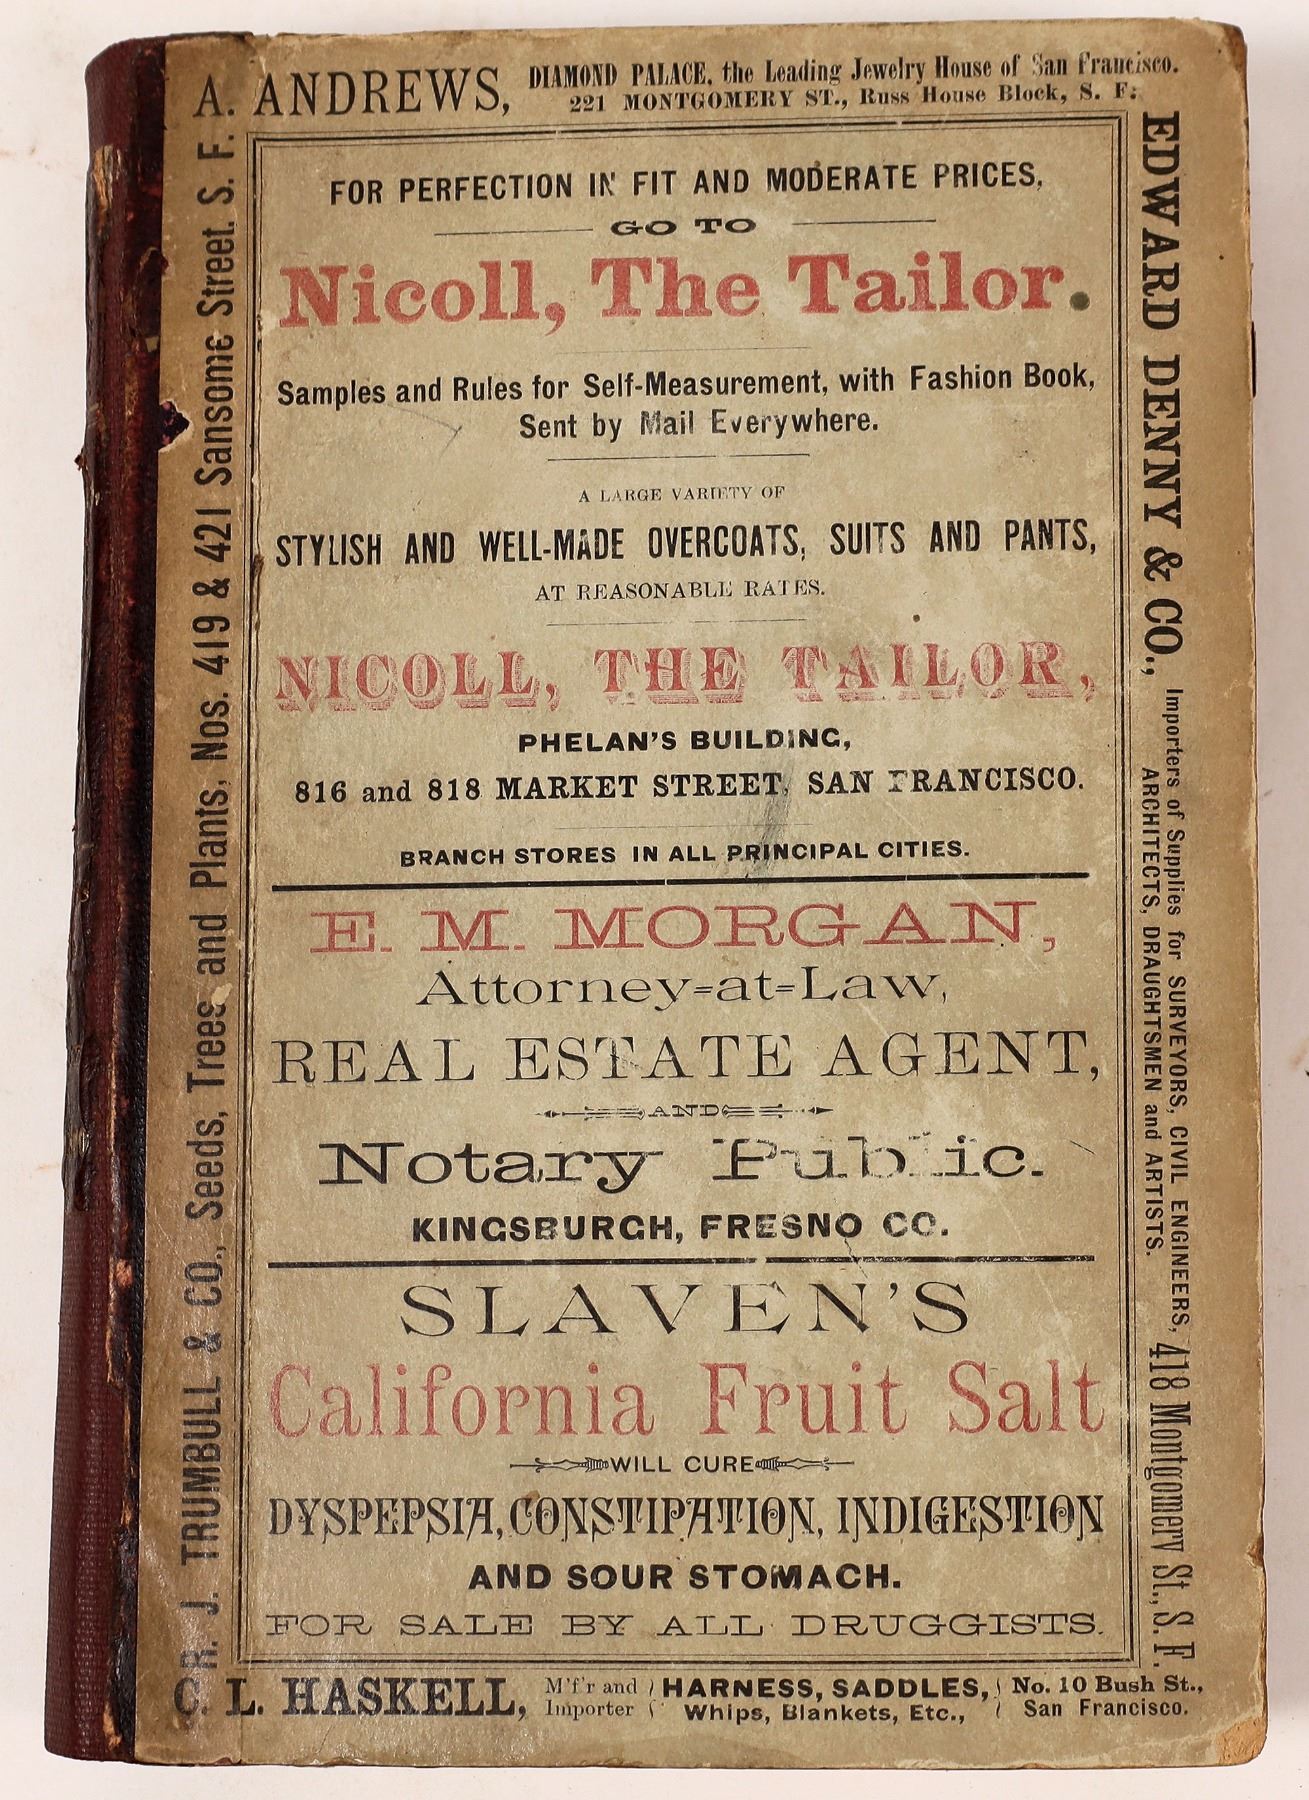 A. ANDREWS, DIAMOND PALACE, the Leading Jewelry House of San Francisco.
221 MONTGOMERY ST., Russ House Block, S. F.
FOR PERFECTION IN FIT AND MODERATE PRICES,
GO TO
Nicoll, The Tailor.
Samples and Rules for Self-Measurement, with Fashion Book,
Sent by Mail Everywhere.
A LARGE VARIETY OF
STYLISH AND WELL-MADE OVERCOATS, SUITS AND PANTS,
AT REASONABLE RATES.
NICOLL, THE TAILOR,
PHELAN'S BUILDING,
816 and 818 MARKET STREET, SAN FRANCISCO.
BRANCH STORES IN ALL PRINCIPAL CITIES.
E. M. MORGAN,
Attorney=at=Law,
REAL ESTATE AGENT,
AND
Notary Public.
KINGSBURGH, FRESNO CO.
SLAVEN'S
California Fruit Salt
WILL CURE
DYSPEPSIA, CONSTIPATION, INDIGESTION
AND SOUR STOMACH.
FOR SALE BY ALL DRUGGISTS.
C. L. HASKELL, M'f'r and Importer HARNESS, SADDLES, Whips, Blankets, Etc., No. 10 Bush St., San Francisco.
R. J. TRUMBULL & CO., Seeds, Trees and Plants, Nos. 419 & 421 Sansome Street. S. F.
EDWARD DENNY & CO., Importers of Supplies for SURVEYORS, CIVIL ENGINEERS, ARCHITECTS, DRAUGHTSMEN and ARTISTS. 418 Montgomery St., S. F.